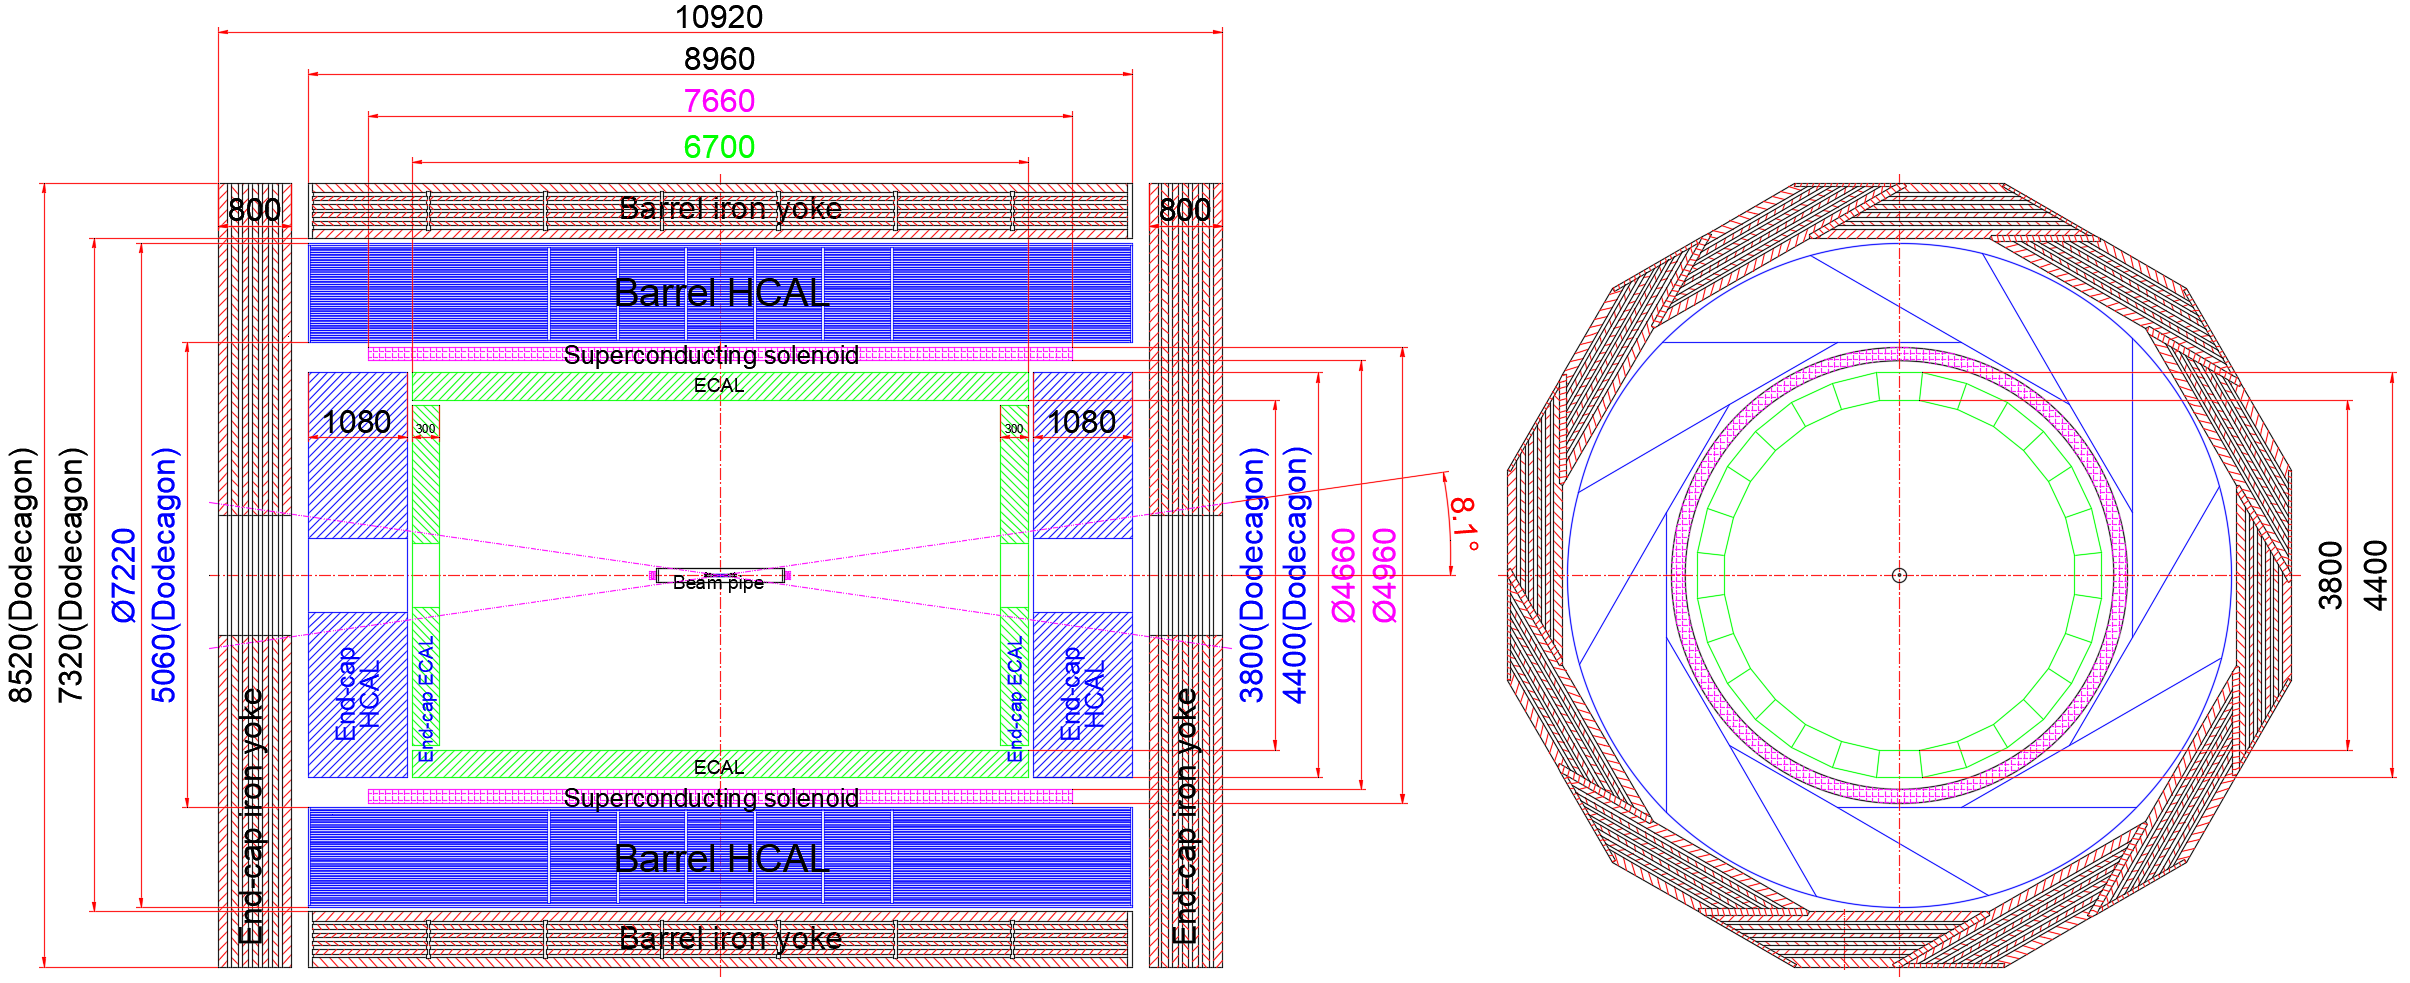 10920
8960
7660
6700
800
Barrel iron yoke
800
Barrel HCAL
Superconducting solenoid
ECAL
1080
300
300
1080
8520(Dodecagon)
7320(Dodecagon)
Ø7220
5060(Dodecagon)
Beam pipe
3800(Dodecagon)
4400(Dodecagon)
Ø4660
Ø4960
8.1°
3800
4400
End-cap iron yoke
End-cap
HCAL
End-cap ECAL
End-cap ECAL
End-cap
HCAL
End-cap iron yoke
ECAL
Superconducting solenoid
Barrel HCAL
Barrel iron yoke